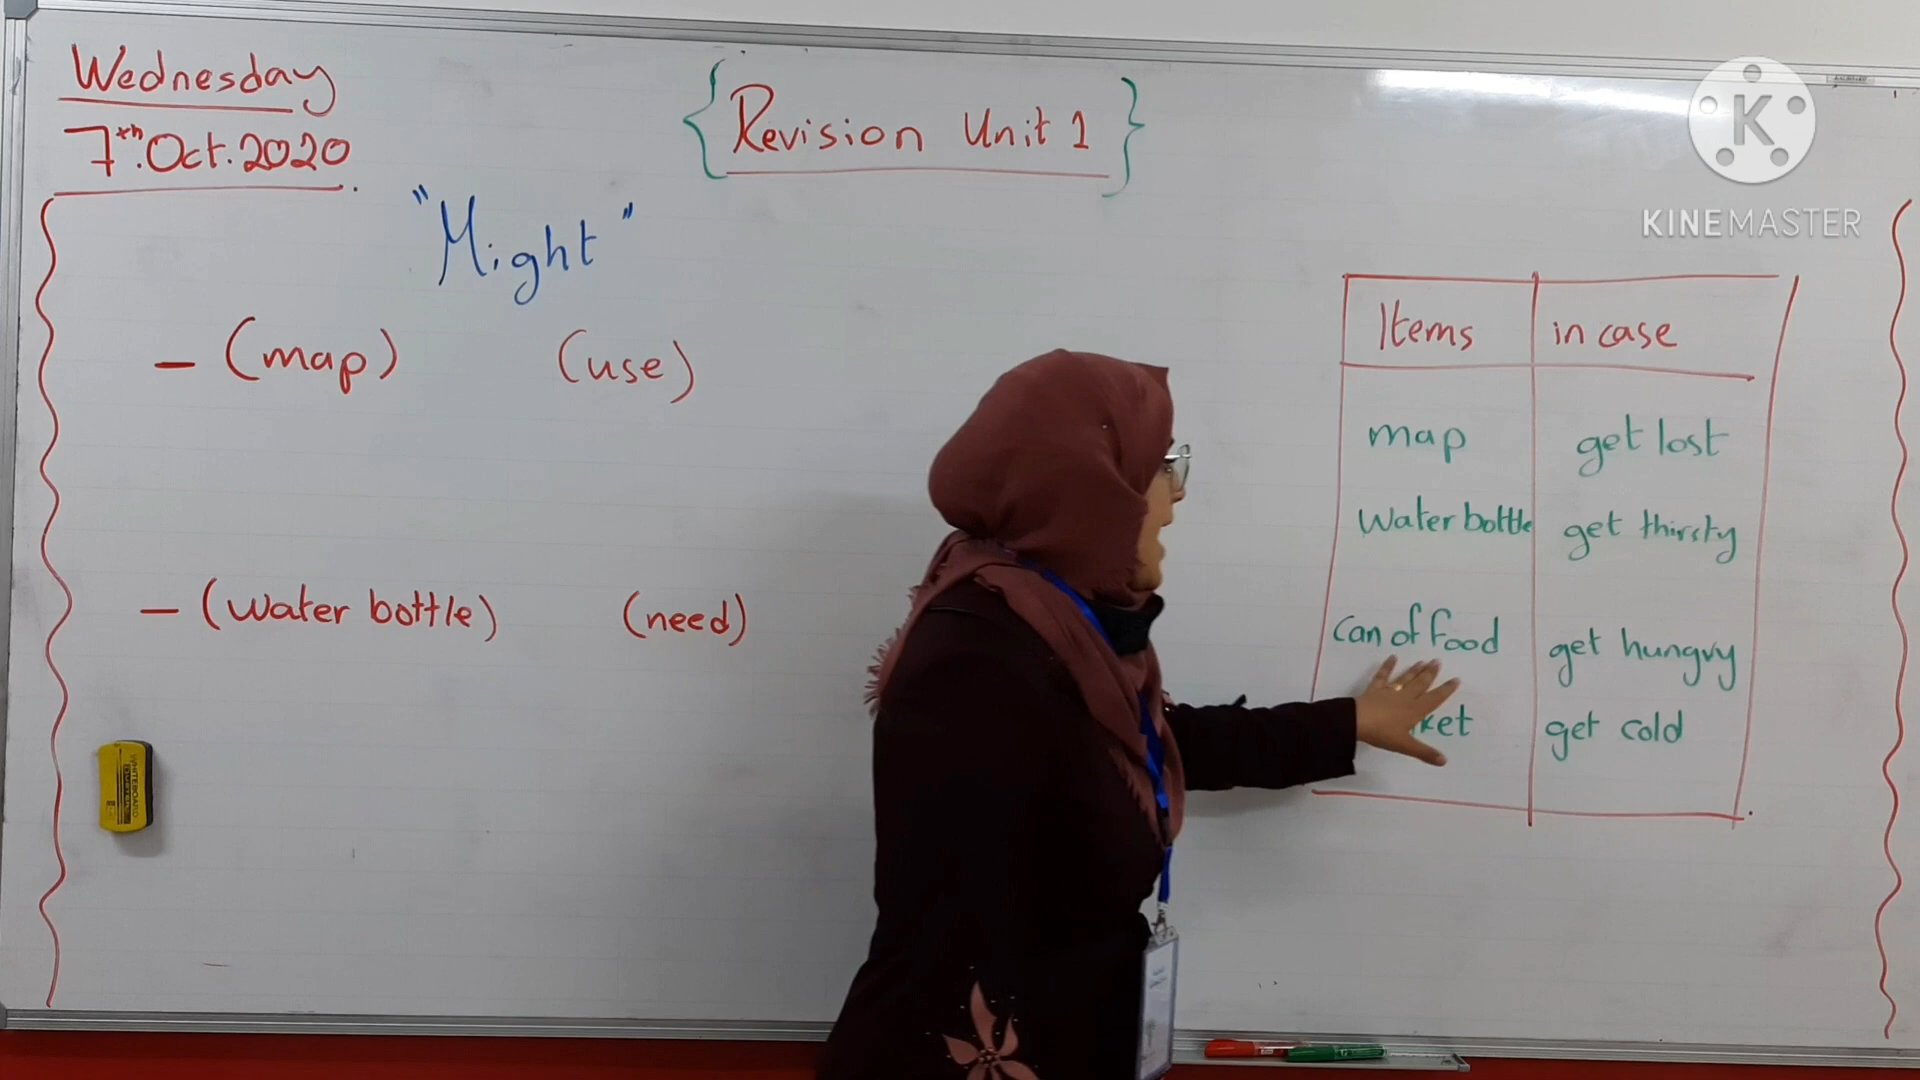 Wednesday
7th.Oct.2020
{Revision Unit 1}
"Might"
- (map) (use)
- (water bottle) (need)
Items in case
map get lost
Water bottle get thirsty
Can of food get hungry
get cold
WHITEBOARD
K
KINEMASTER